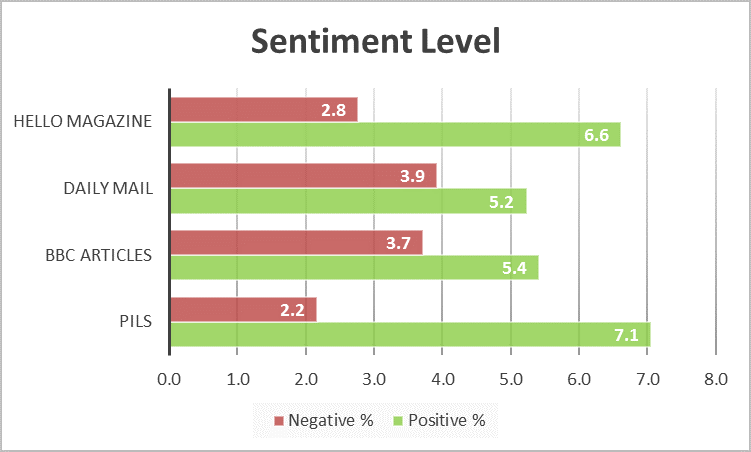 Sentiment Level
HELLO MAGAZINE
2.8
6.6
DAILY MAIL
3.9
5.2
BBC ARTICLES
3.7
5.4
PILS
2.2
7.1
0.0 1.0 2.0 3.0 4.0 5.0 6.0 7.0 8.0
Negative % Positive %